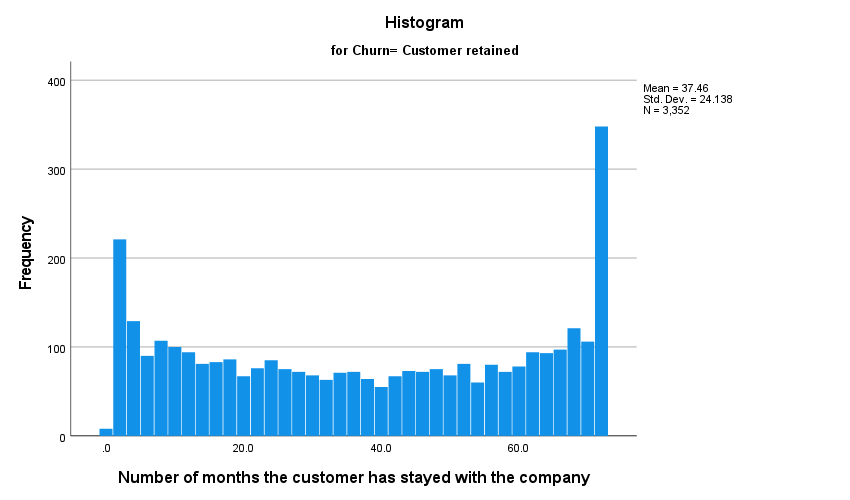 Histogram
for Churn= Customer retained
Mean = 37.46
Std. Dev. = 24.138
N = 3,352
400
300
200
100
0
Frequency
.0
20.0
40.0
60.0
Number of months the customer has stayed with the company